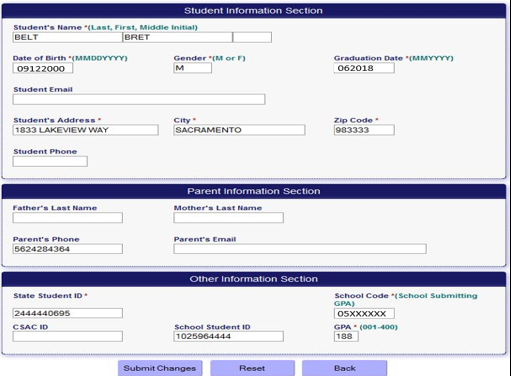 Student Information Section
Student's Name *(Last, First, Middle Initial)
BELT BRET
Date of Birth *(MMDDYYYY) Gender *(M or F) Graduation Date *(MMYYYY)
09122000 M 062018
Student Email
Student's Address * City * Zip Code *
1833 LAKEVIEW WAY SACRAMENTO 983333
Student Phone
Parent Information Section
Father's Last Name Mother's Last Name
Parent's Phone Parent's Email
5624284364
Other Information Section
State Student ID * School Code *(School Submitting
GPA)
2444440695 05XXXXXX
CSAC ID School Student ID GPA * (001-400)
1025964444 188
Submit Changes Reset Back